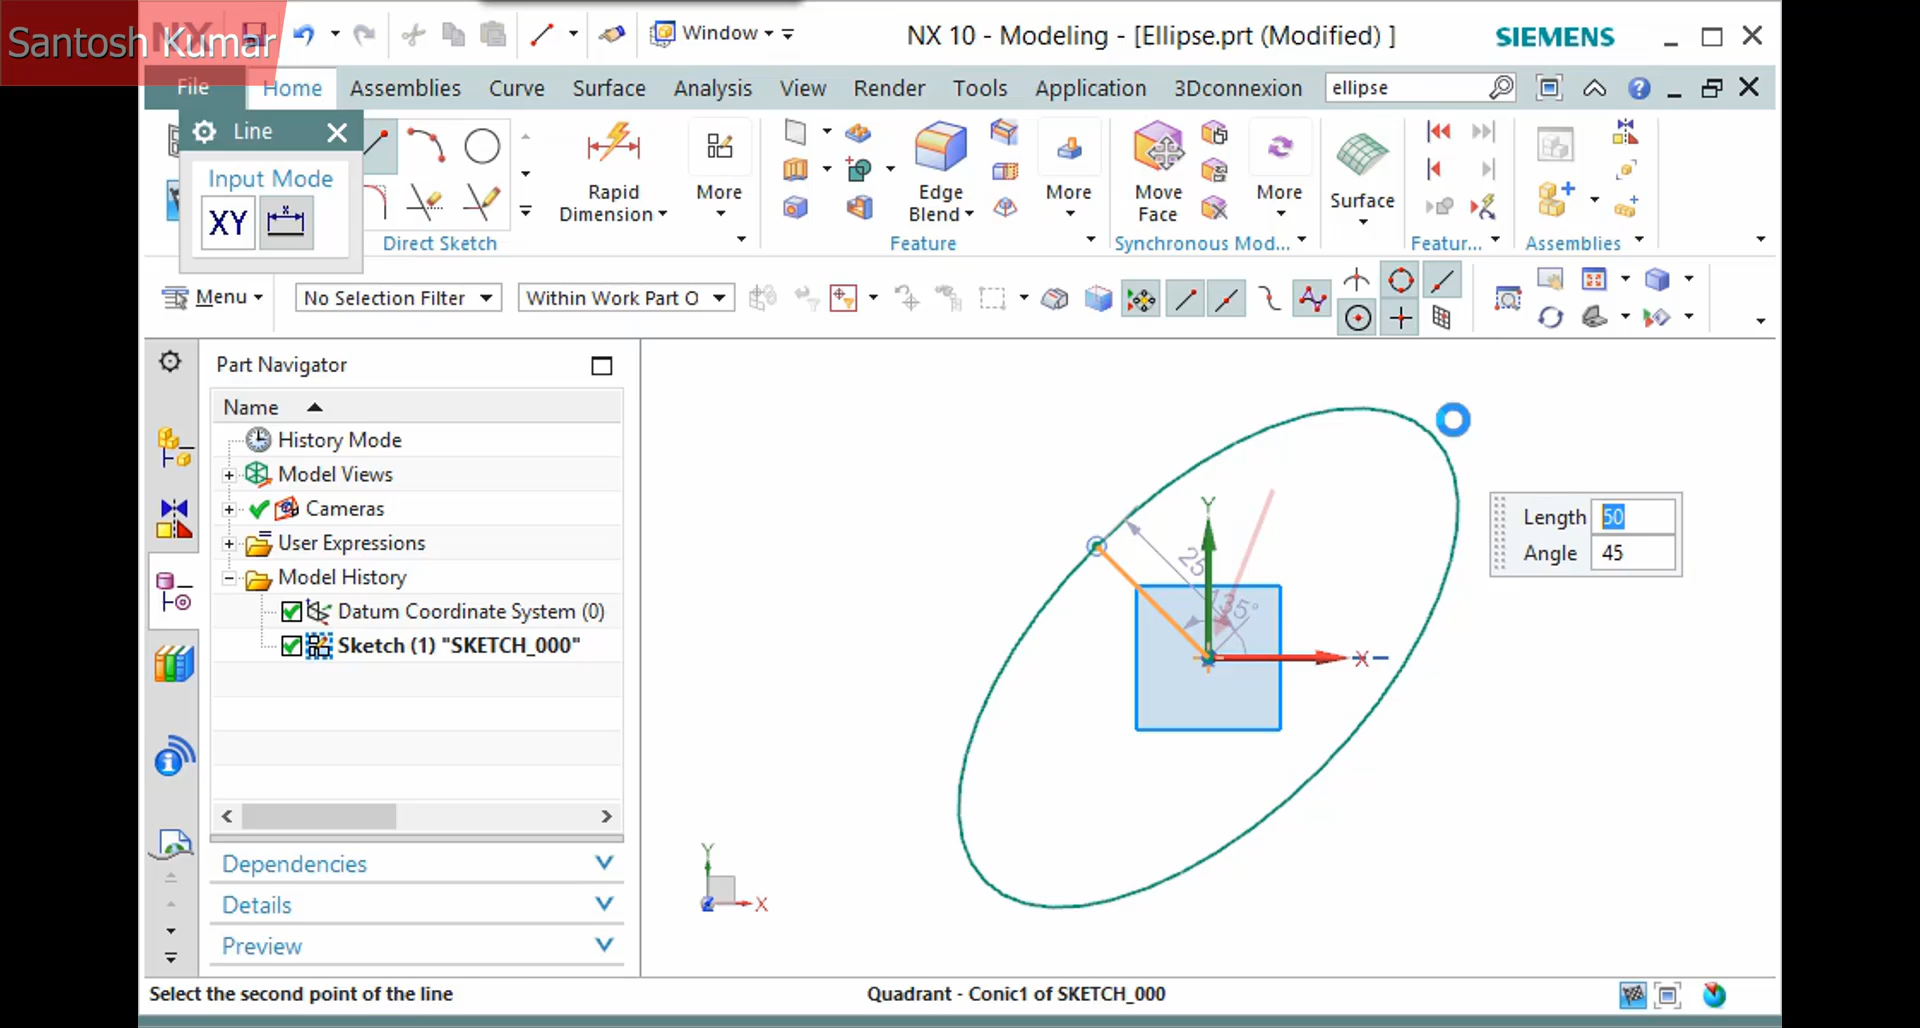 Santosh Kumar
NX
Window
NX 10 - Modeling - [Ellipse.prt (Modified) ]
SIEMENS
File
Home
Assemblies
Curve
Surface
Analysis
View
Render
Tools
Application
3Dconnexion
ellipse
Line
Input Mode
XY
Direct Sketch
Rapid
Dimension
More
Edge
Blend
More
Feature
Move
Face
More
Synchronous Mod...
Surface
Featur...
Assemblies
Menu
No Selection Filter
Within Work Part O
Part Navigator
Name
History Mode
Model Views
Cameras
User Expressions
Model History
Datum Coordinate System (0)
Sketch (1) "SKETCH_000"
Dependencies
Details
Preview
Y
25
135°
X
Length 50
Angle 45
Y
X
Select the second point of the line
Quadrant - Conic1 of SKETCH_000